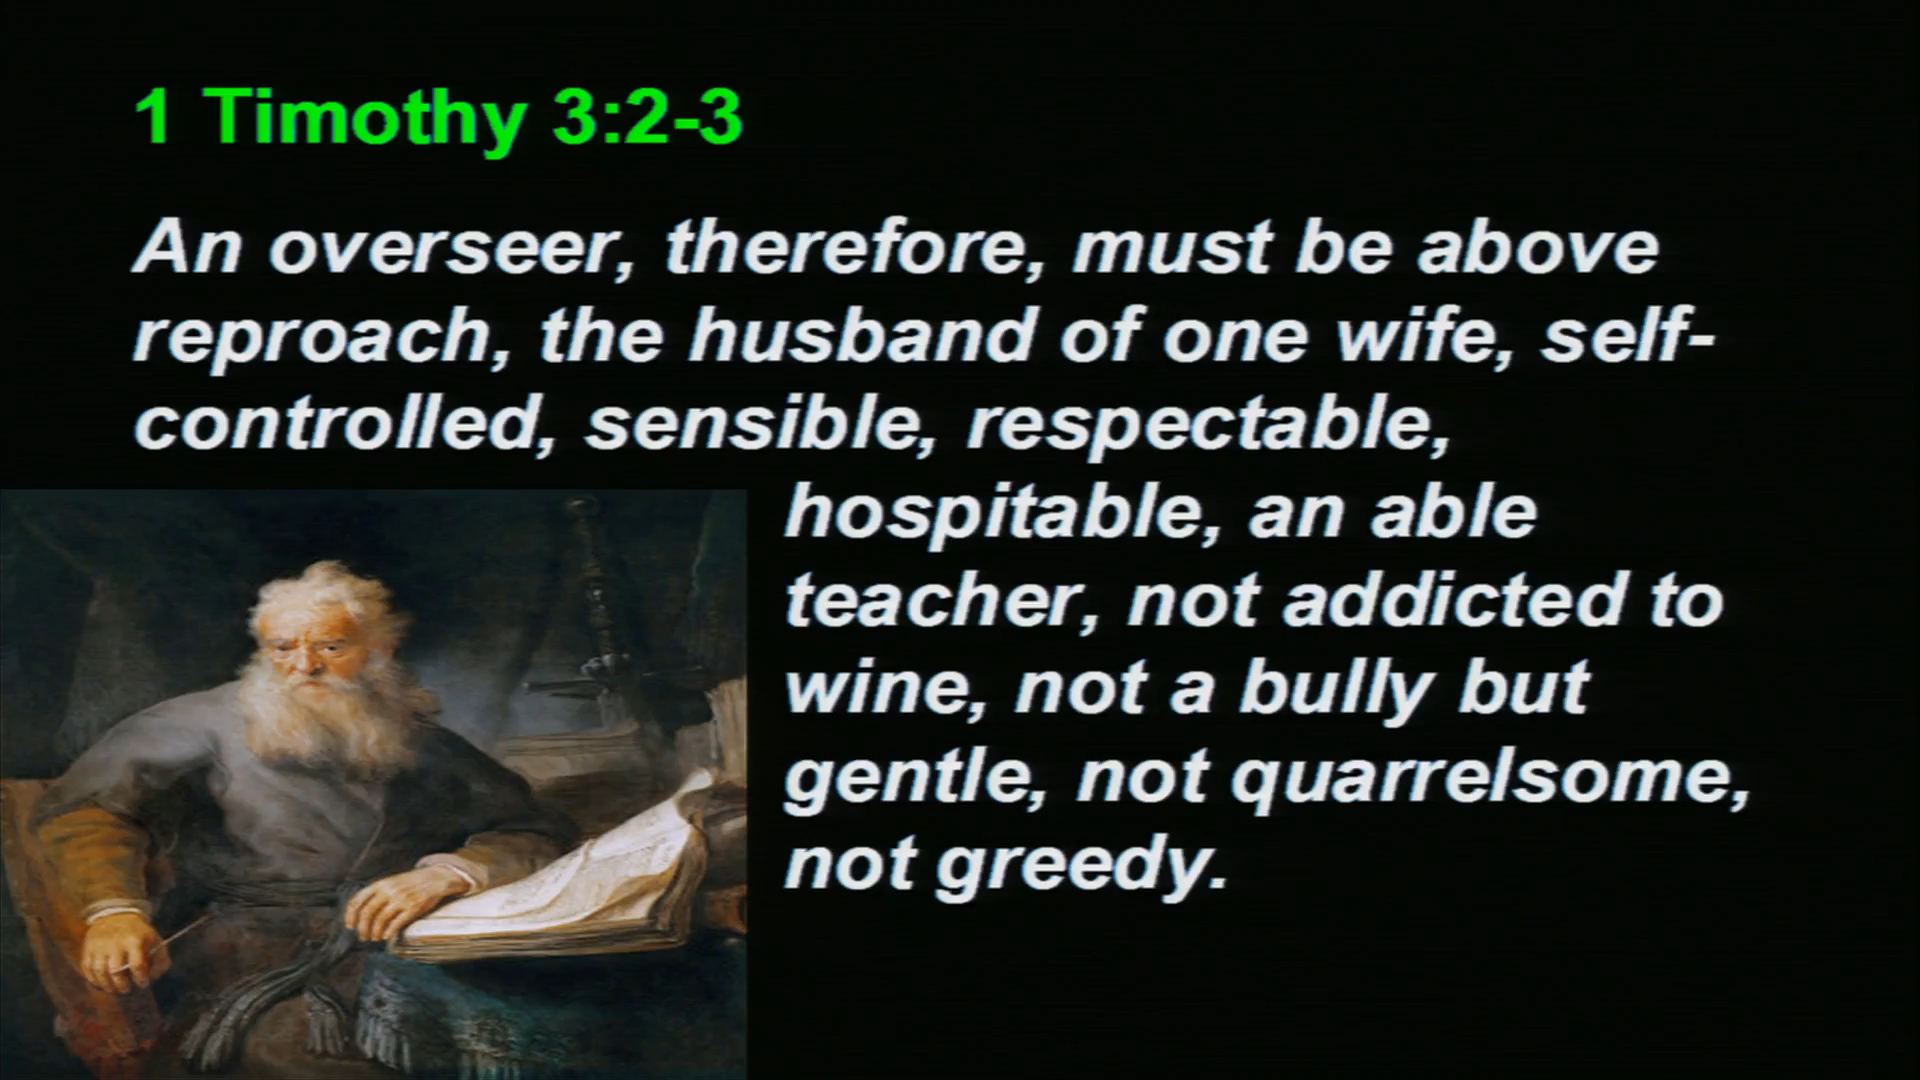 1 Timothy 3:2-3
An overseer, therefore, must be above
reproach, the husband of one wife, self-
controlled, sensible, respectable,
hospitable, an able
teacher, not addicted to
wine, not a bully but
gentle, not quarrelsome,
not greedy.